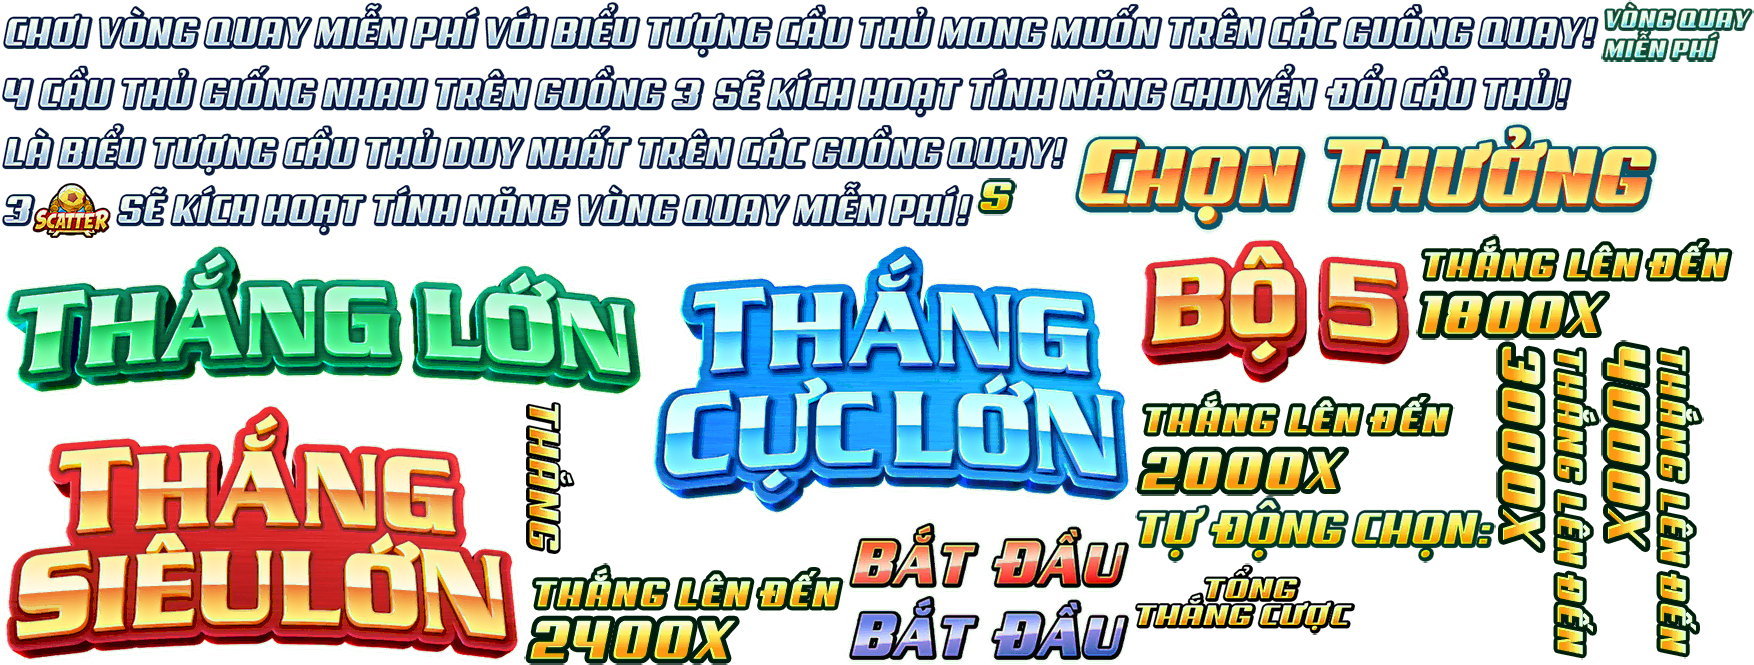 CHƠI VÒNG QUAY MIỄN PHÍ VỚI BIỂU TƯỢNG CẦU THỦ MONG MUỐN TRÊN CÁC GUỒNG QUAY!
VÒNG QUAY
MIỄN PHÍ
4 CẦU THỦ GIỐNG NHAU TRÊN GUỒNG 3 SẼ KÍCH HOẠT TÍNH NĂNG CHUYỂN ĐỔI CẦU THỦ!
LÀ BIỂU TƯỢNG CẦU THỦ DUY NHẤT TRÊN CÁC GUỒNG QUAY!
3 SCATTER SẼ KÍCH HOẠT TÍNH NĂNG VÒNG QUAY MIỄN PHÍ!
S
CHỌN THƯỞNG
THẮNG LỚN
THẮNG
CỰC LỚN
BỘ 5
THẮNG LÊN ĐẾN
1800X
THẮNG LÊN ĐẾN
3000X
THẮNG LÊN ĐẾN
4000X
THẮNG LÊN ĐẾN
2000X
TỰ ĐỘNG CHỌN:
THẮNG
SIÊU LỚN
THẮNG
THẮNG LÊN ĐẾN
2400X
BẮT ĐẦU
BẮT ĐẦU
TỔNG
THẮNG CƯỢC